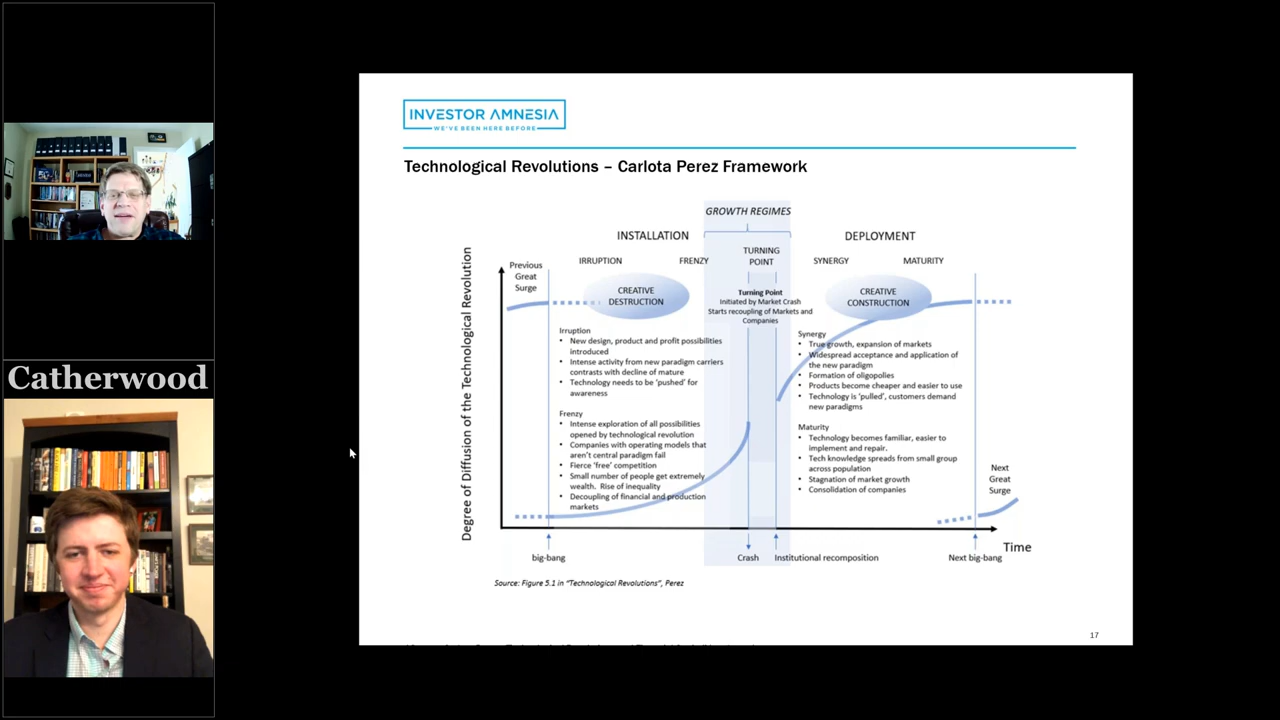 Catherwood
INVESTOR AMNESIA
WE'VE BEEN HERE BEFORE
Technological Revolutions – Carlota Perez Framework
GROWTH REGIMES
INSTALLATION
DEPLOYMENT
IRRUPTION
FRENZY
TURNING
POINT
SYNERGY
MATURITY
Previous
Great
Surge
CREATIVE
DESTRUCTION
Turning Point
Initiated by Market Crash
Starts recoupling of Markets and
Companies
CREATIVE
CONSTRUCTION
Degree of Diffusion of the Technological Revolution
Irruption
• New design, product and profit possibilities
introduced
• Intense activity from new paradigm carriers
contrasts with decline of mature
• Technology needs to be 'pushed' for
awareness
Frenzy
• Intense exploration of all possibilities
opened by technological revolution
• Companies with operating models that
aren't central paradigm fail
• Fierce 'free' competition
• Small number of people get extremely
wealth. Rise of inequality
• Decoupling of financial and production
markets
Synergy
• True growth, expansion of markets
• Widespread acceptance and application of
the new paradigm
• Formation of oligopolies
• Products become cheaper and easier to use
• Technology is 'pulled', customers demand
new paradigms
Maturity
• Technology becomes familiar, easier to
implement and repair.
• Tech knowledge spreads from small group
across population
• Stagnation of market growth
• Consolidation of companies
Next
Great
Surge
Time
big-bang
Crash
Institutional recomposition
Next big-bang
Source: Figure 5.1 in "Technological Revolutions", Perez
17